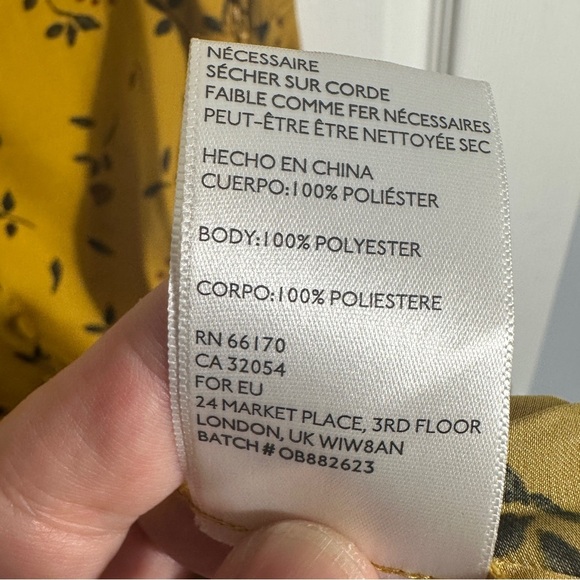 NÉCESSAIRE
SÉCHER SUR CORDE
FAIBLE COMME FER NÉCESSAIRES
PEUT-ÊTRE ÊTRE NETTOYÉE SEC
HECHO EN CHINA
CUERPO:100% POLIÉSTER
BODY:100% POLYESTER
CORPO:100% POLIESTERE
RN 66170
CA 32054
FOR EU
24 MARKET PLACE, 3RD FLOOR
LONDON, UK WIW8AN
BATCH # OB882623